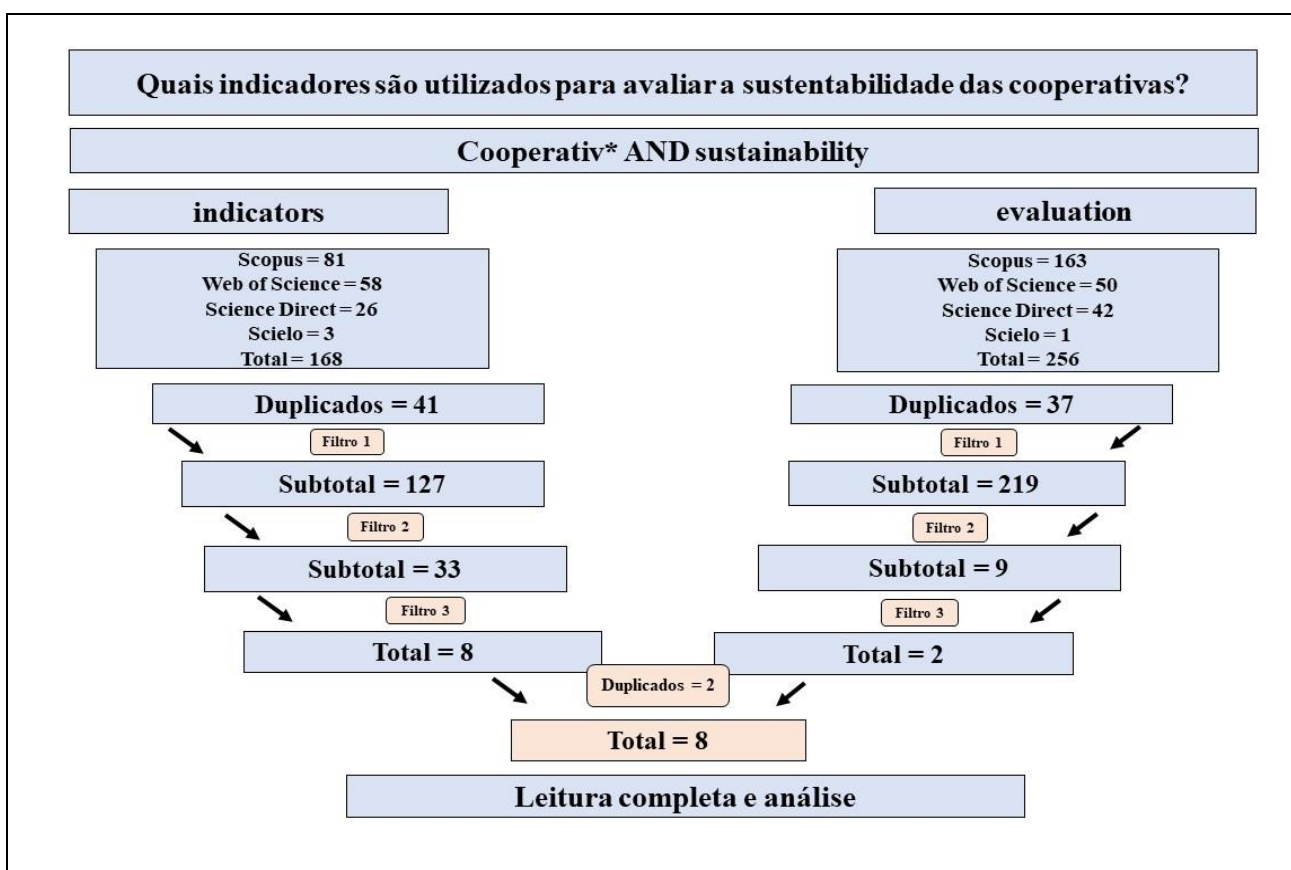 Quais indicadores são utilizados para avaliar a sustentabilidade das cooperativas?
Cooperativ* AND sustainability
indicators
Scopus = 81
Web of Science = 58
Science Direct = 26
Scielo = 3
Total = 168
Duplicados = 41
Filtro 1
Subtotal = 127
Filtro 2
Subtotal = 33
Filtro 3
Total = 8
evaluation
Scopus = 163
Web of Science = 50
Science Direct = 42
Scielo = 1
Total = 256
Duplicados = 37
Filtro 1
Subtotal = 219
Filtro 2
Subtotal = 9
Filtro 3
Total = 2
Duplicados = 2
Total = 8
Leitura completa e análise